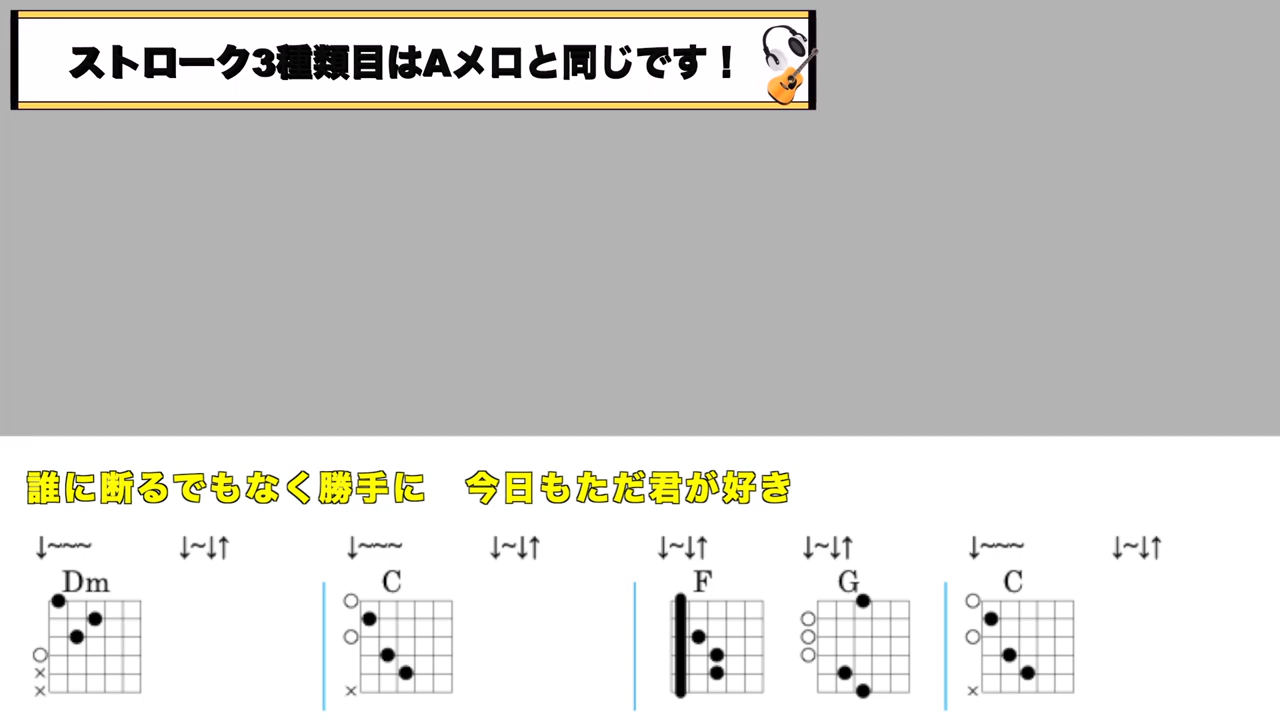 ストローク3種類目はAメロと同じです！
誰に断るでもなく勝手に　今日もただ君が好き
↓~~~ ↓~↓↑ ↓~~~ ↓~↓↑ ↓~↓↑ ↓~↓↑ ↓~~~ ↓~↓↑
Dm C F G C